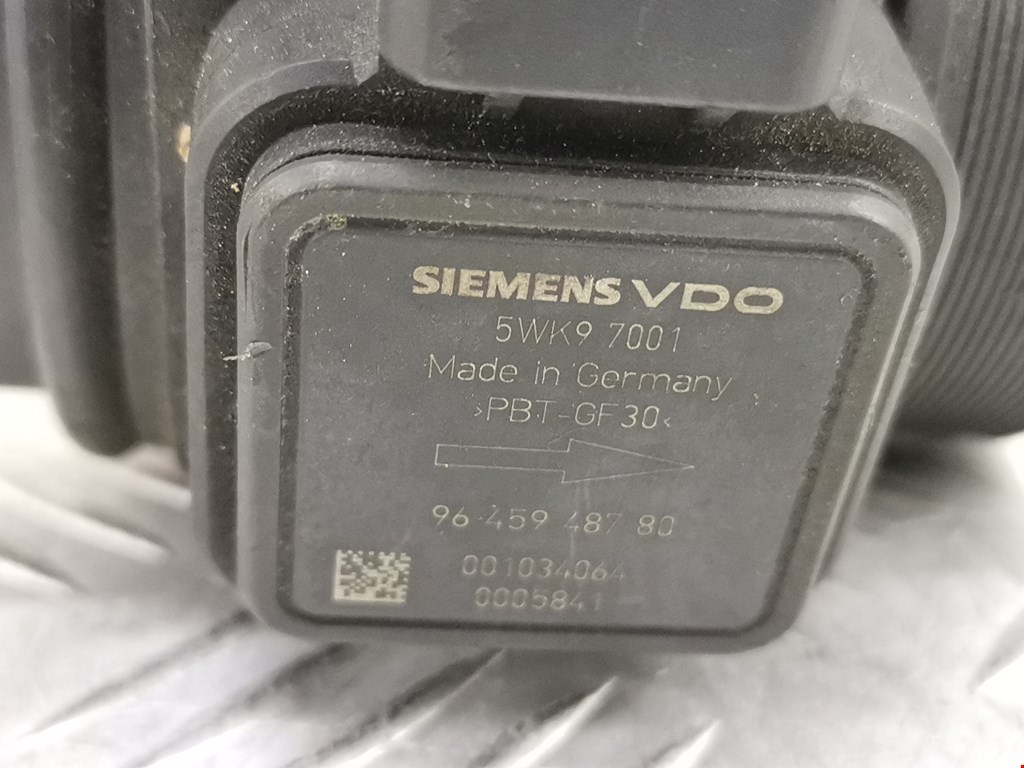 SIEMENS VDO
5WK9 7001
Made in Germany
>PBT-GF30<
96 459 487 80
001034064
0005841